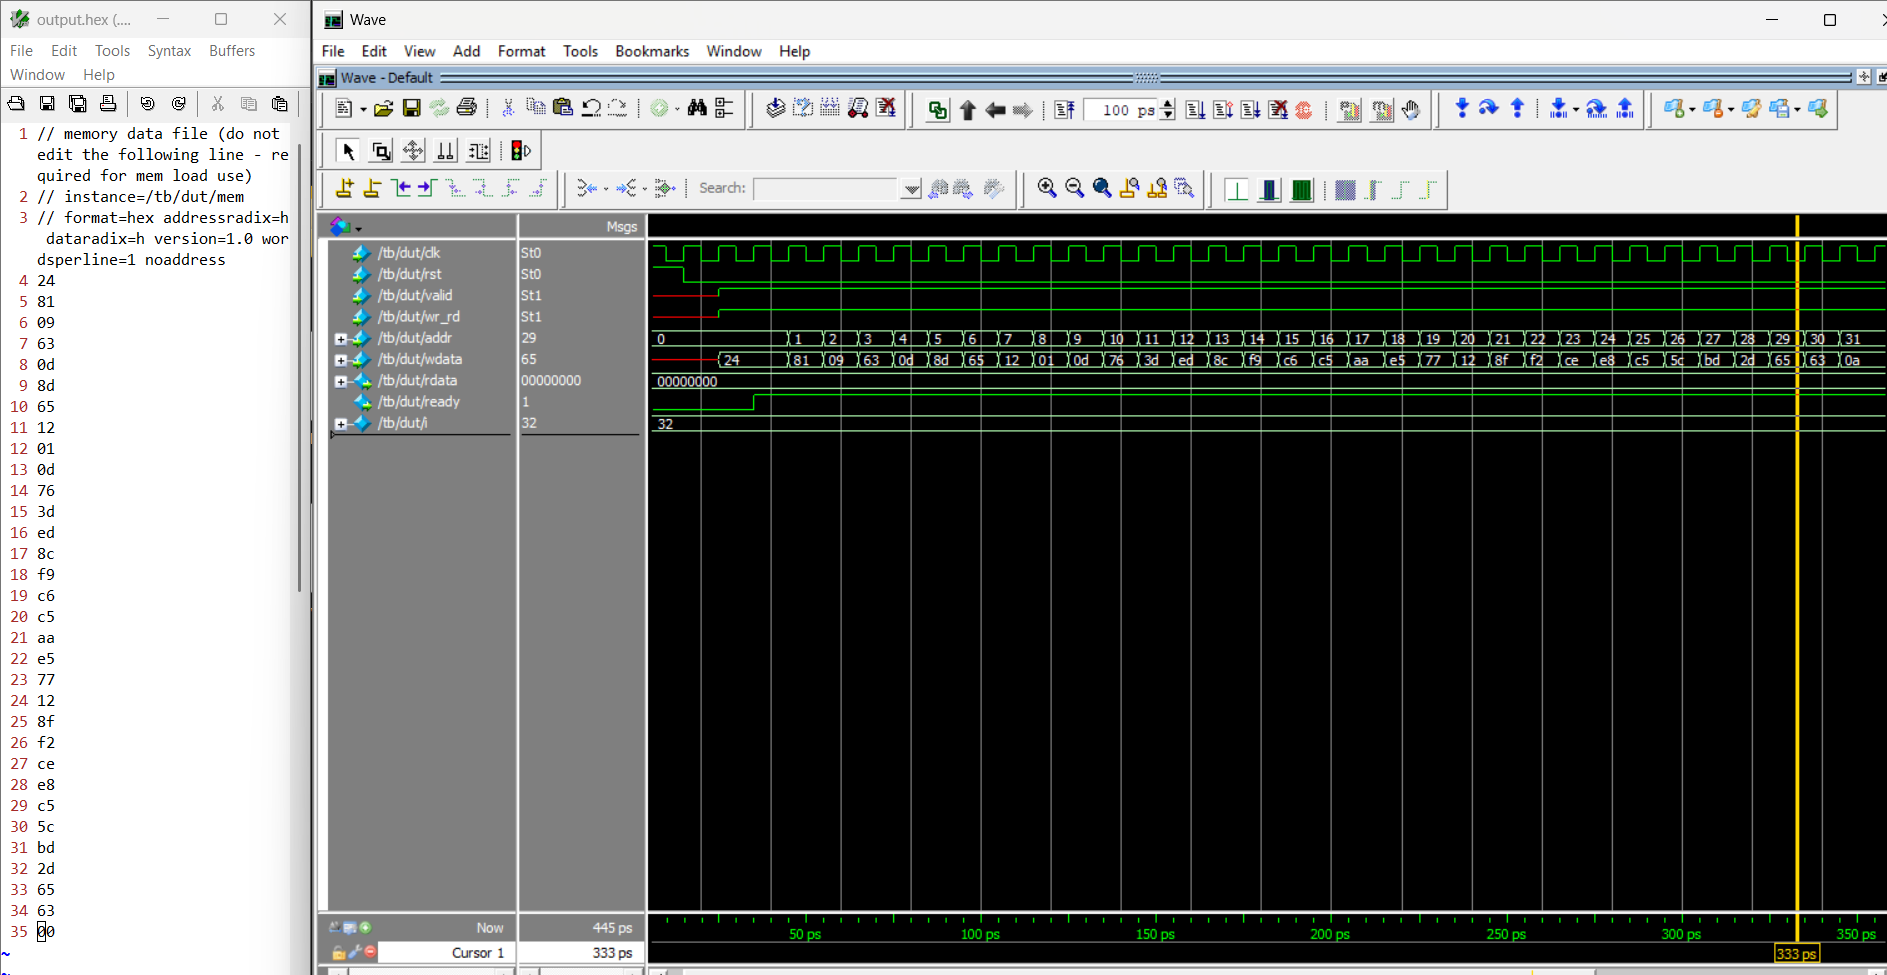 output.hex (....
File Edit Tools Syntax Buffers
Window Help
1 // memory data file (do not
edit the following line - re
quired for mem load use)
2 // instance=/tb/dut/mem
3 // format=hex addressradix=h
dataradix=h version=1.0 wor
dsperline=1 noaddress
4 24
5 81
6 09
7 63
8 0d
9 8d
10 65
11 12
12 01
13 0d
14 76
15 3d
16 ed
17 8c
18 f9
19 c6
20 c5
21 aa
22 e5
23 77
24 12
25 8f
26 f2
27 ce
28 e8
29 c5
30 5c
31 bd
32 2d
33 65
34 63
35 00
~
~
Wave
File Edit View Add Format Tools Bookmarks Window Help
Wave - Default
100 ps
Search:
Msgs
/tb/dut/clk St0
/tb/dut/rst St0
/tb/dut/valid St1
/tb/dut/wr_rd St1
/tb/dut/addr 29 0 1 2 3 4 5 6 7 8 9 10 11 12 13 14 15 16 17 18 19 20 21 22 23 24 25 26 27 28 29 30 31
/tb/dut/wdata 65 24 81 09 63 0d 8d 65 12 01 0d 76 3d ed 8c f9 c6 c5 aa e5 77 12 8f f2 ce e8 c5 5c bd 2d 65 63 0a
/tb/dut/rdata 00000000 00000000
/tb/dut/ready 1
/tb/dut/i 32 32
Now 445 ps
50 ps 100 ps 150 ps 200 ps 250 ps 300 ps 350 ps
Cursor 1 333 ps 333 ps